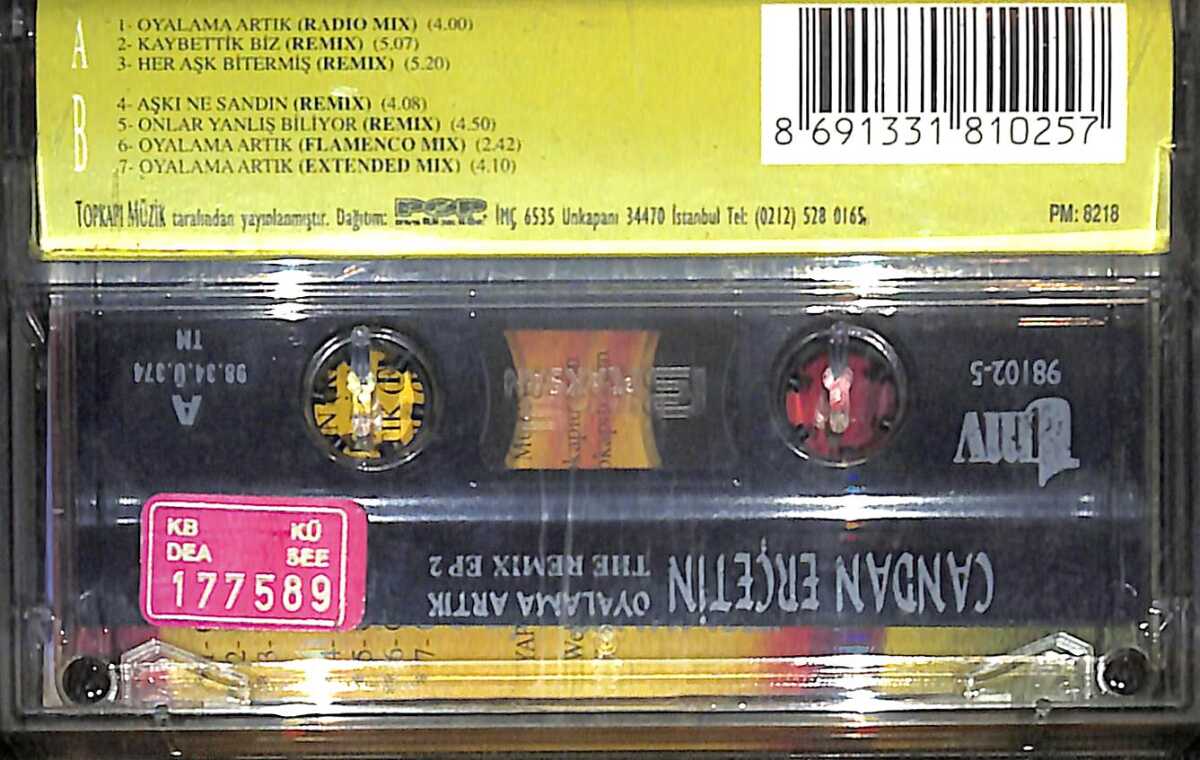 A
1- OYALAMA ARTIK (RADIO MIX) (4.00)
2- KAYBETTİK BİZ (REMIX) (5.07)
3- HER AŞK BİTERMİŞ (REMIX) (5.20)
B
4- AŞKI NE SANDIN (REMIX) (4.08)
5- ONLAR YANLIŞ BİLİYOR (REMIX) (4.50)
6- OYALAMA ARTIK (FLAMENCO MIX) (2.42)
7- OYALAMA ARTIK (EXTENDED MIX) (4.10)
8 691331 810257
TOPKAPI MÜZİK tarafından yayınlanmıştır. Dağıtım: POP İMÇ 6535 Unkapanı 34470 İstanbul Tel: (0212) 528 0165.
PM: 8218
98.34.Ü.374
TM
A
98102-5
KB KÜ
DEA SEE
177589
CANDAN ERÇETİN
OYALAMA ARTIK
THE REMIX EP 2